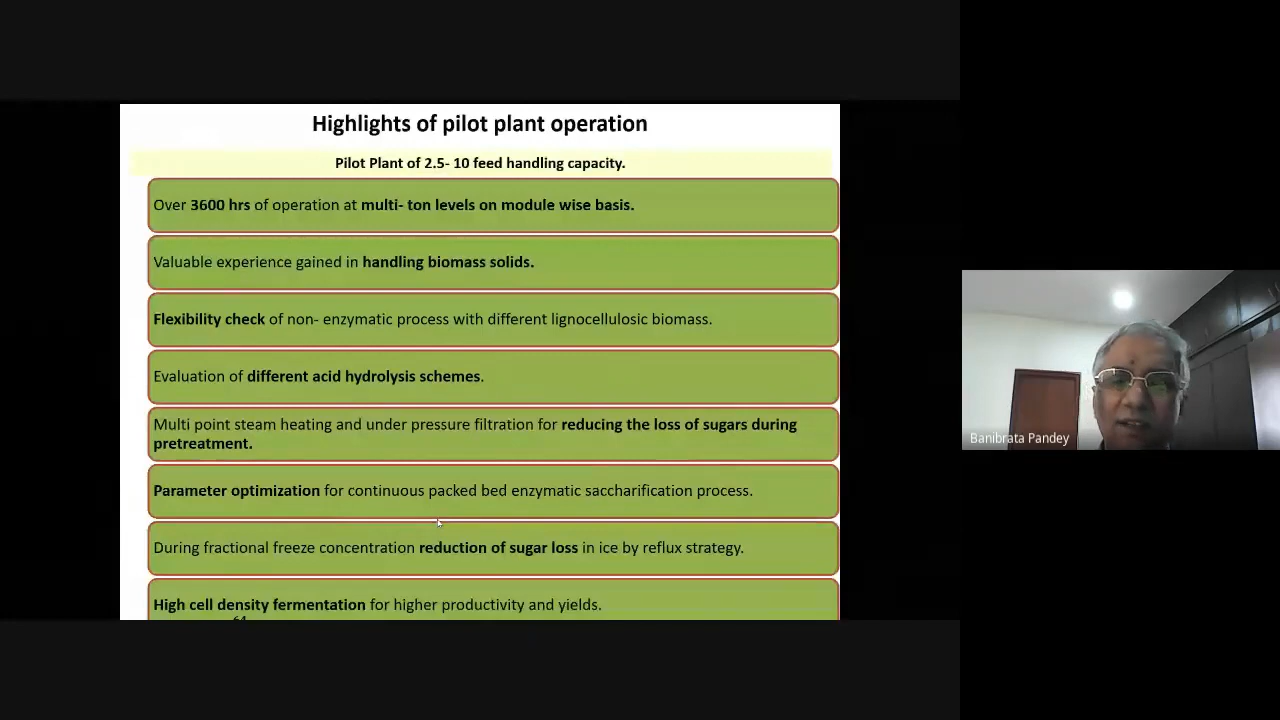 Highlights of pilot plant operation
Pilot Plant of 2.5- 10 feed handling capacity.
Over 3600 hrs of operation at multi- ton levels on module wise basis.
Valuable experience gained in handling biomass solids.
Flexibility check of non- enzymatic process with different lignocellulosic biomass.
Evaluation of different acid hydrolysis schemes.
Multi point steam heating and under pressure filtration for reducing the loss of sugars during
pretreatment.
Parameter optimization for continuous packed bed enzymatic saccharification process.
During fractional freeze concentration reduction of sugar loss in ice by reflux strategy.
High cell density fermentation for higher productivity and yields.
Banibrata Pandey